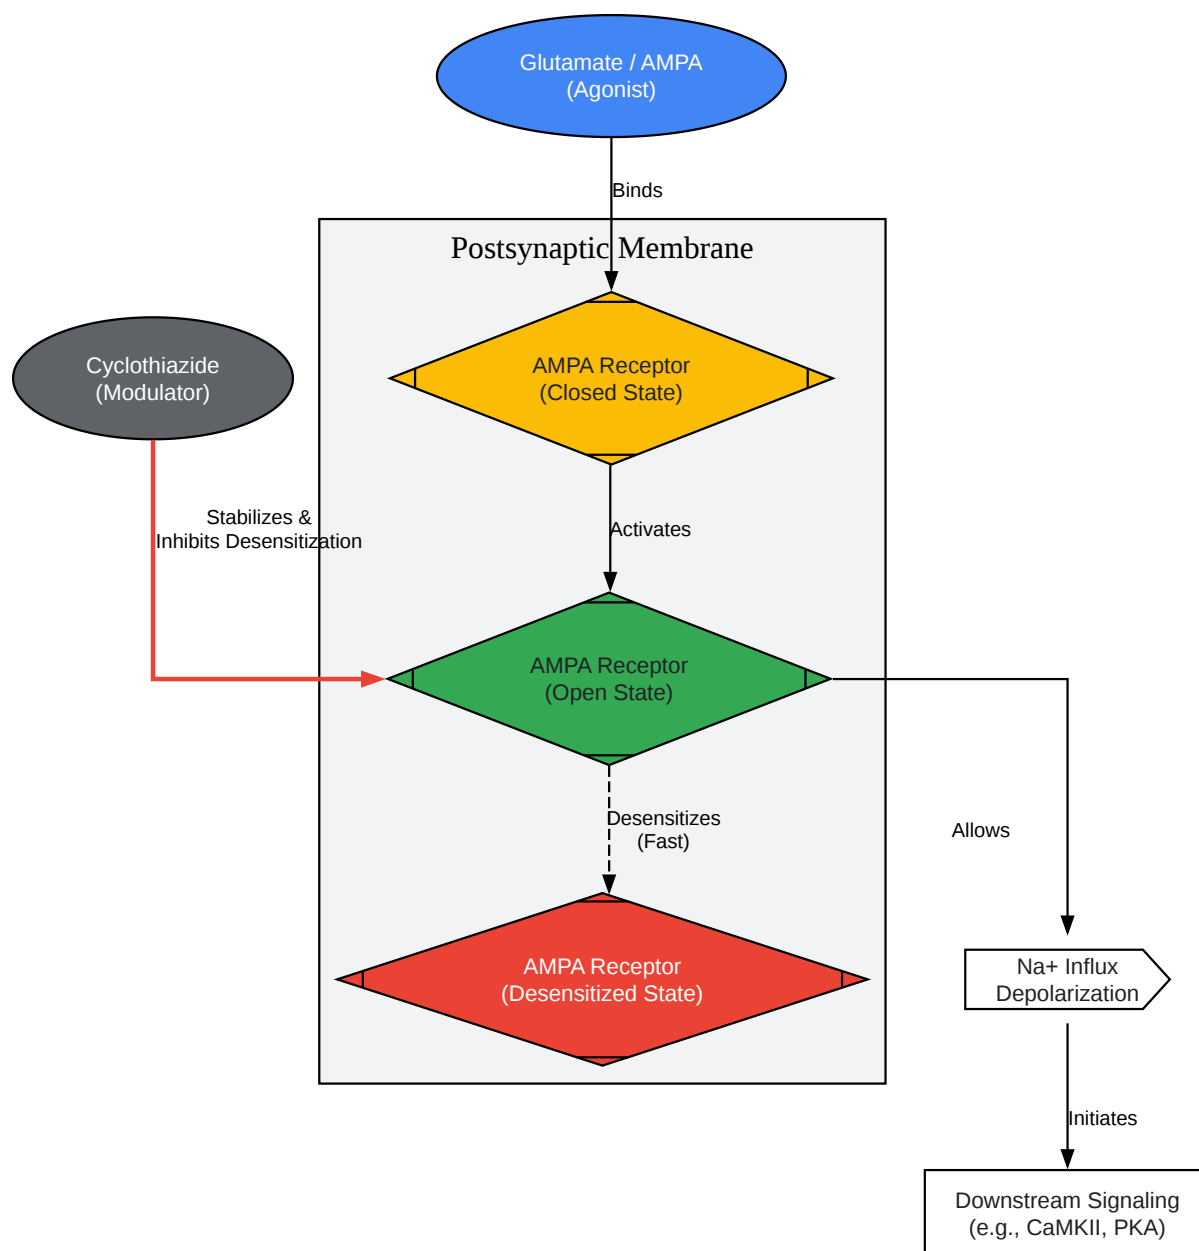 Glutamate / AMPA
(Agonist)
Binds
Postsynaptic Membrane
AMPA Receptor
(Closed State)
Cyclothiazide
(Modulator)
Stabilizes &
Inhibits Desensitization
Activates
AMPA Receptor
(Open State)
Desensitizes
(Fast)
Allows
AMPA Receptor
(Desensitized State)
Na+ Influx
Depolarization
Initiates
Downstream Signaling
(e.g., CaMKII, PKA)